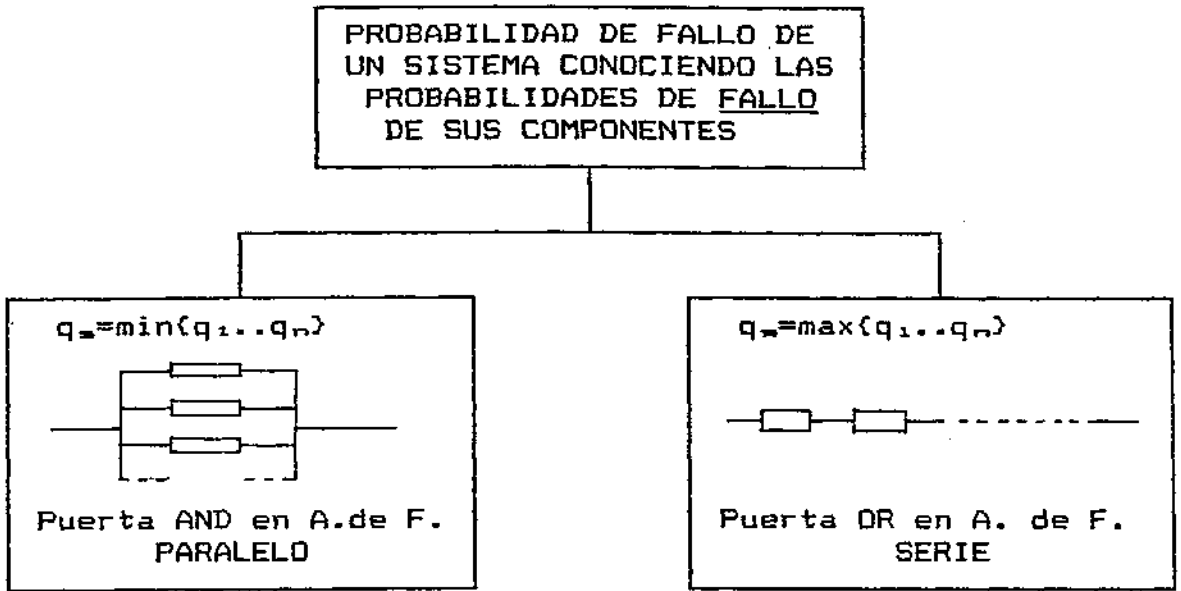 PROBABILIDAD DE FALLO DE
UN SISTEMA CONOCIENDO LAS
PROBABILIDADES DE FALLO
DE SUS COMPONENTES
qₛ=min{q₁..qₙ}
Puerta AND en A.de F.
PARALELO
qₛ=max{q₁..qₙ}
Puerta OR en A. de F.
SERIE